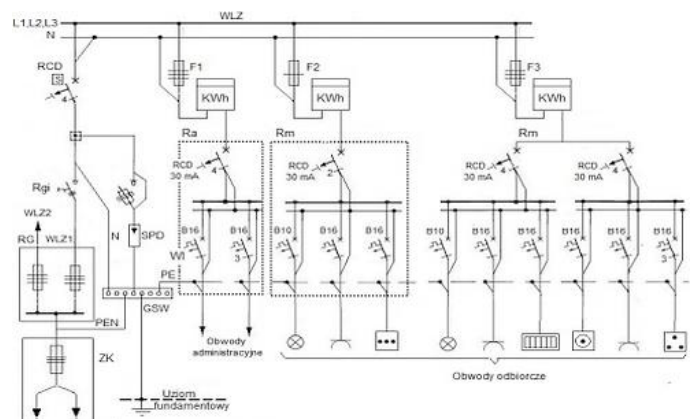 L1,L2,L3
WLZ
N
RCD
S
4
F1
F2
F3
KWh
KWh
KWh
Ra
Rm
Rm
RCD
30 mA
4
RCD
30 mA
2
RCD
30 mA
4
RCD
30 mA
4
Rgi
WLZ2
RG
WLZ1
N
SPD
B16
B16
3
B10
B16
B16
B10
B16
B16
B16
B16
B16
3
Wl
PE
GSW
PEN
ZK
Obwody
administracyjne
Obwody odbiorcze
Uziom
fundamentowy